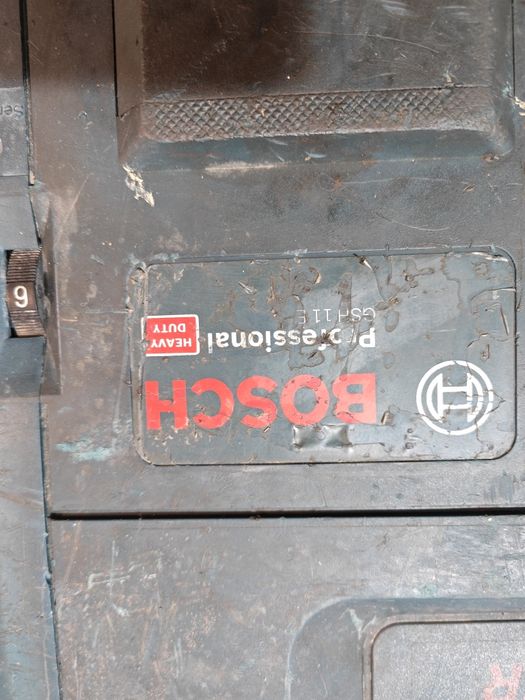 BOSCH
Professional
HEAVY
DUTY
GSH 11 E
6